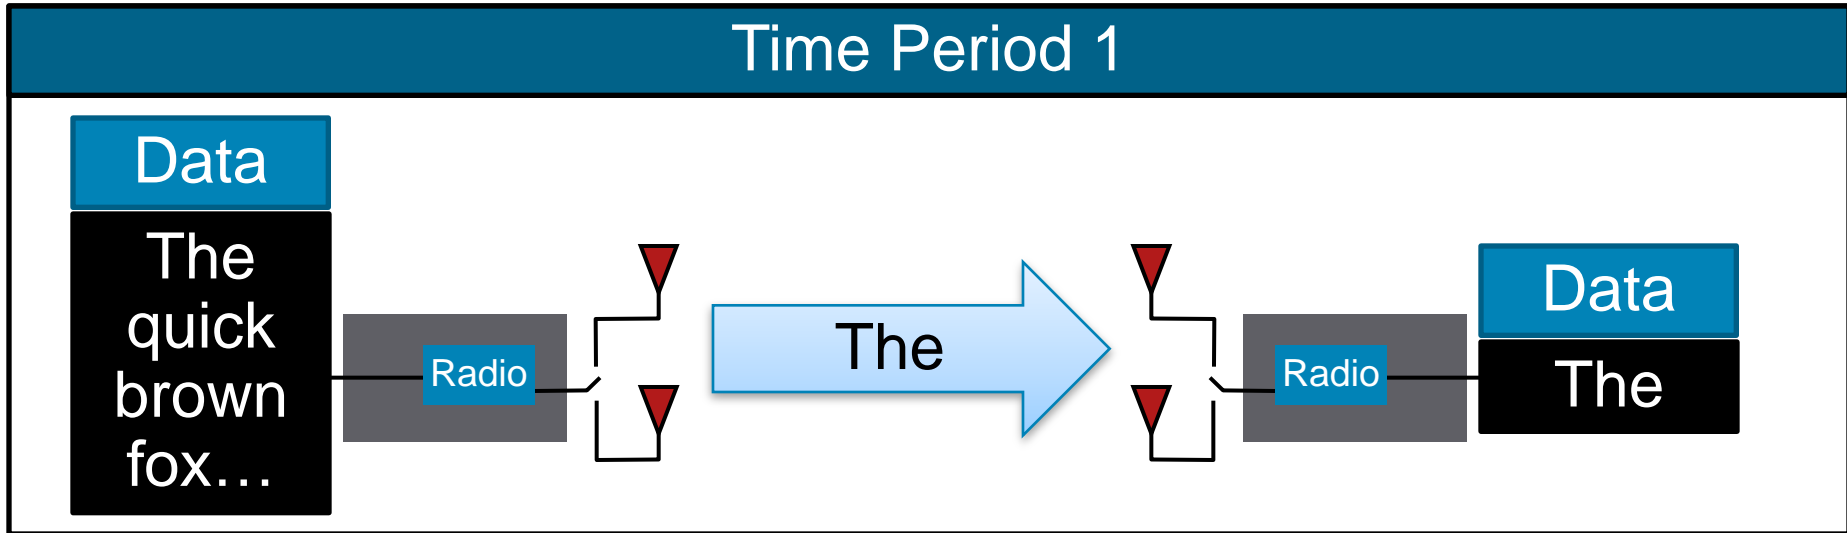 Time Period 1
Data
The
quick
brown
fox…
Radio
The
Radio
Data
The